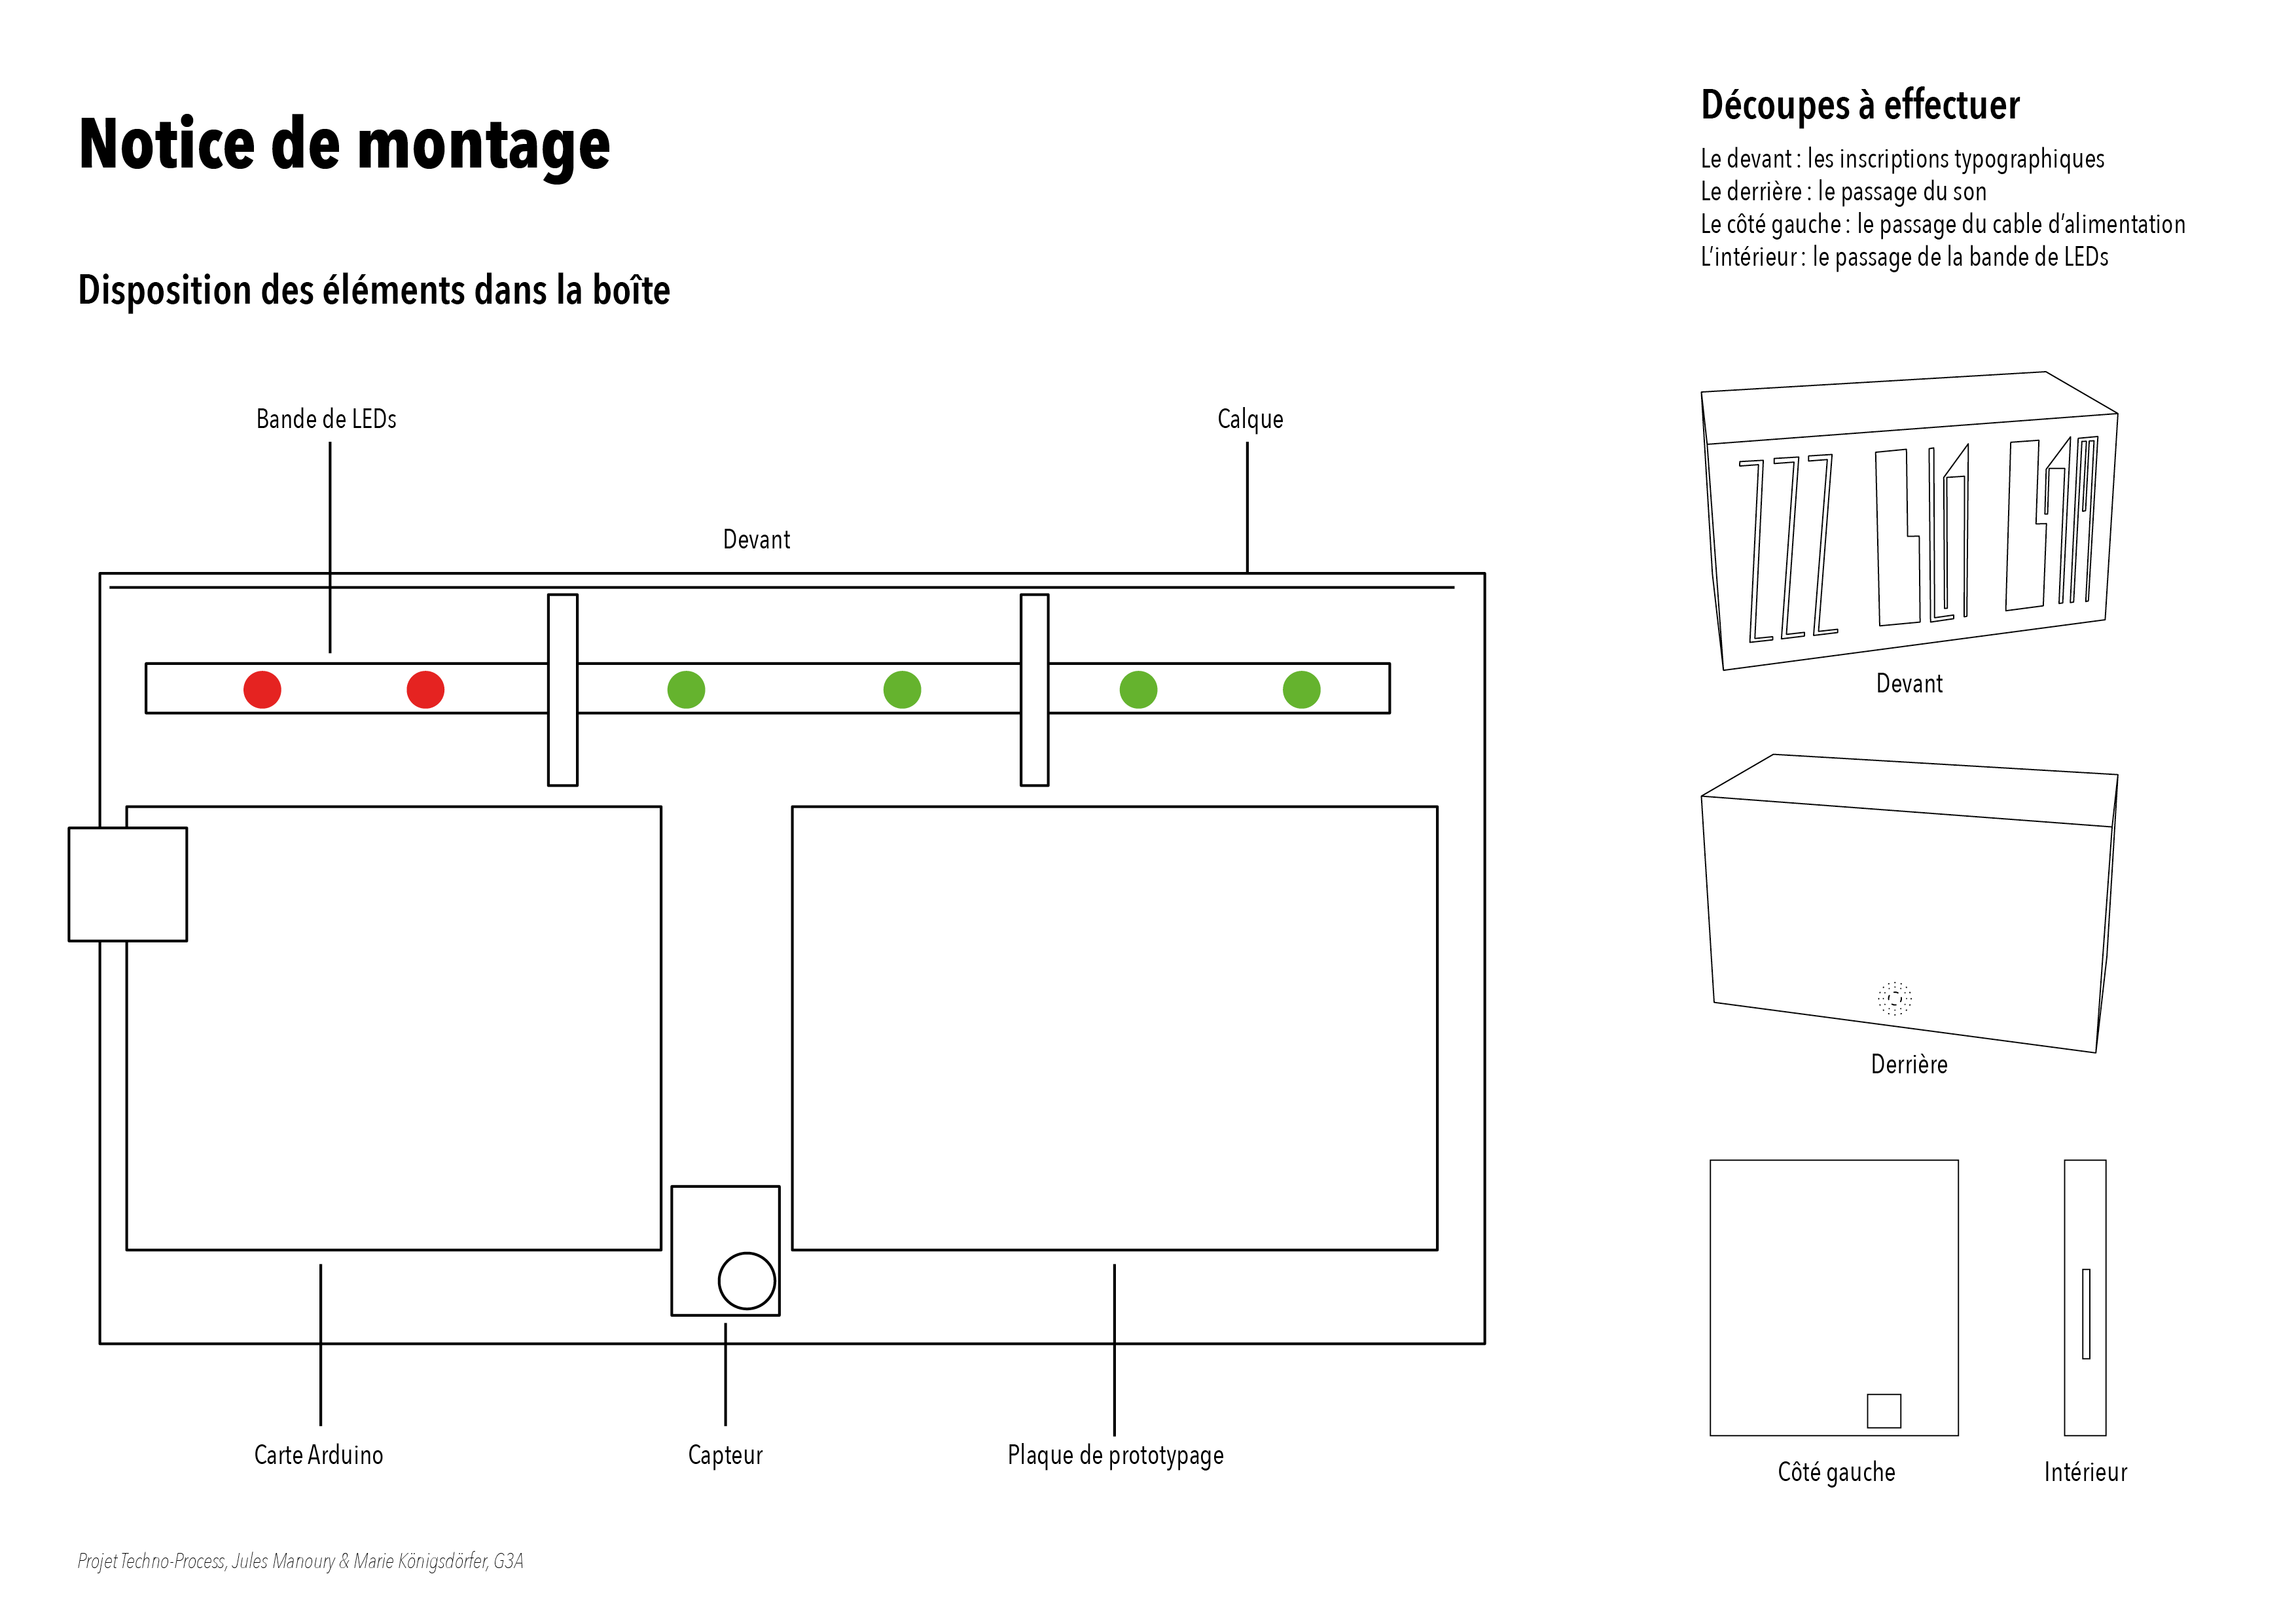 Notice de montage
Disposition des éléments dans la boîte
Bande de LEDs
Calque
Devant
Carte Arduino
Capteur
Plaque de prototypage
Projet Techno-Process, Jules Manoury & Marie Königsdörfer, G3A
Découpes à effectuer
Le devant : les inscriptions typographiques
Le derrière : le passage du son
Le côté gauche : le passage du cable d’alimentation
L’intérieur : le passage de la bande de LEDs
Devant
Derrière
Côté gauche
Intérieur